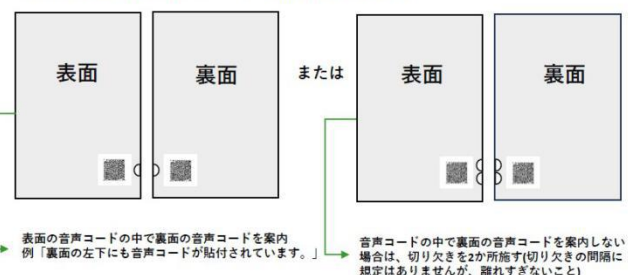 表面
裏面
または
表面
裏面
表面の音声コードの中で裏面の音声コードを案内
例「裏面の左下にも音声コードが貼付されています。」
音声コードの中で裏面の音声コードを案内しない
場合は、切り欠きを2か所施す(切り欠きの間隔に
規定はありませんが、離れすぎないこと)